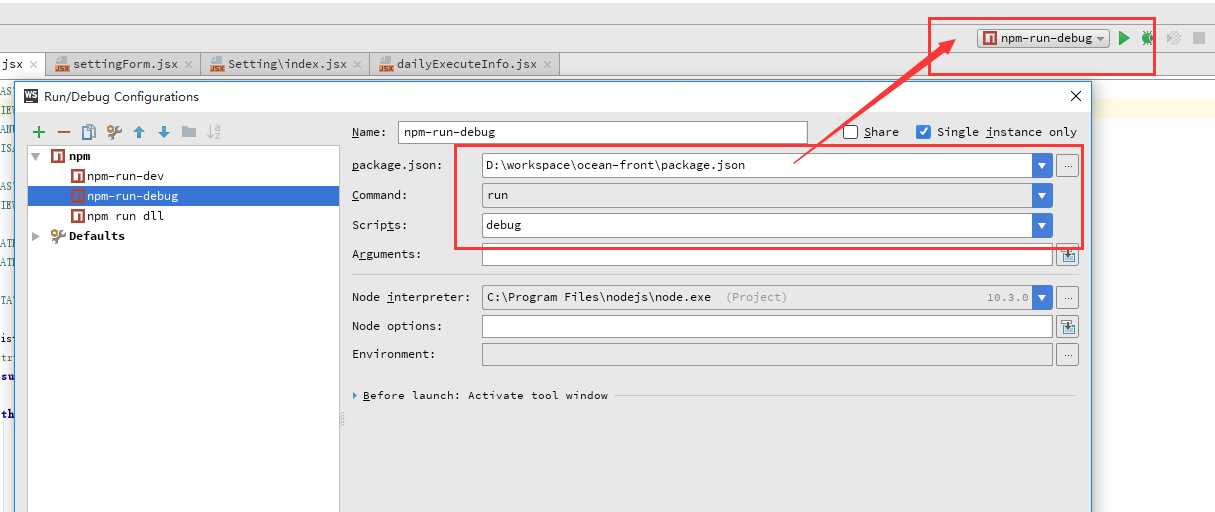 npm-run-debug
jsx
settingForm.jsx
Setting\index.jsx
dailyExecuteInfo.jsx
WS Run/Debug Configurations
Name: npm-run-debug
Share
Single instance only
npm
npm-run-dev
npm-run-debug
npm run dll
Defaults
package.json: D:\workspace\ocean-front\package.json
Command: run
Scripts: debug
Arguments:
Node interpreter: C:\Program Files\nodejs\node.exe (Project) 10.3.0
Node options:
Environment:
Before launch: Activate tool window